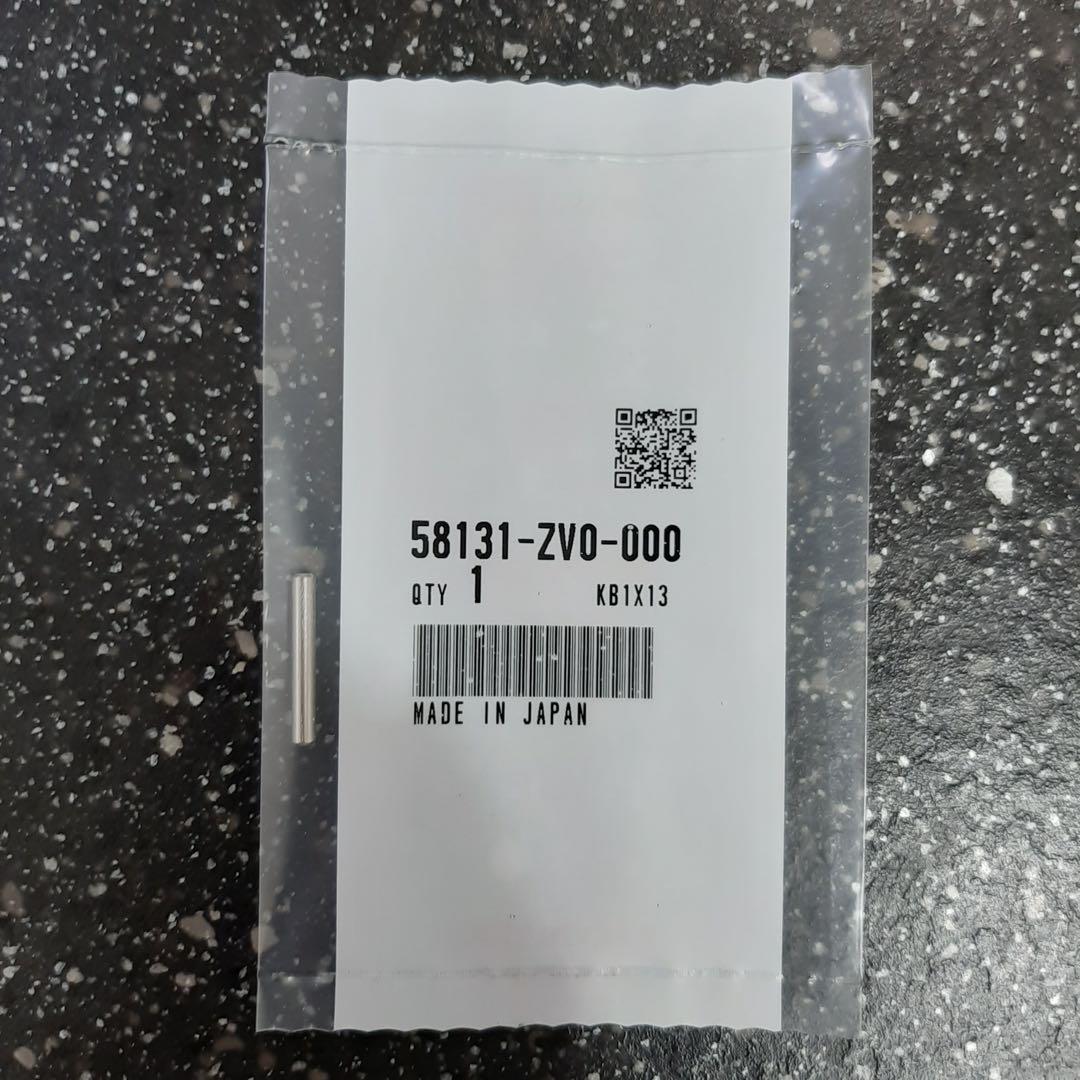 58131-ZV0-000
QTY 1 KB1X13
MADE IN JAPAN